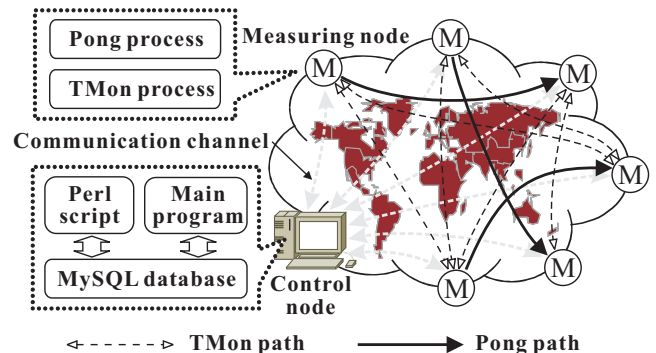 Pong process
TMon process
Measuring node
M
M
M
M
M
M
Communication channel
Perl script
Main program
MySQL database
Control node
TMon path
Pong path